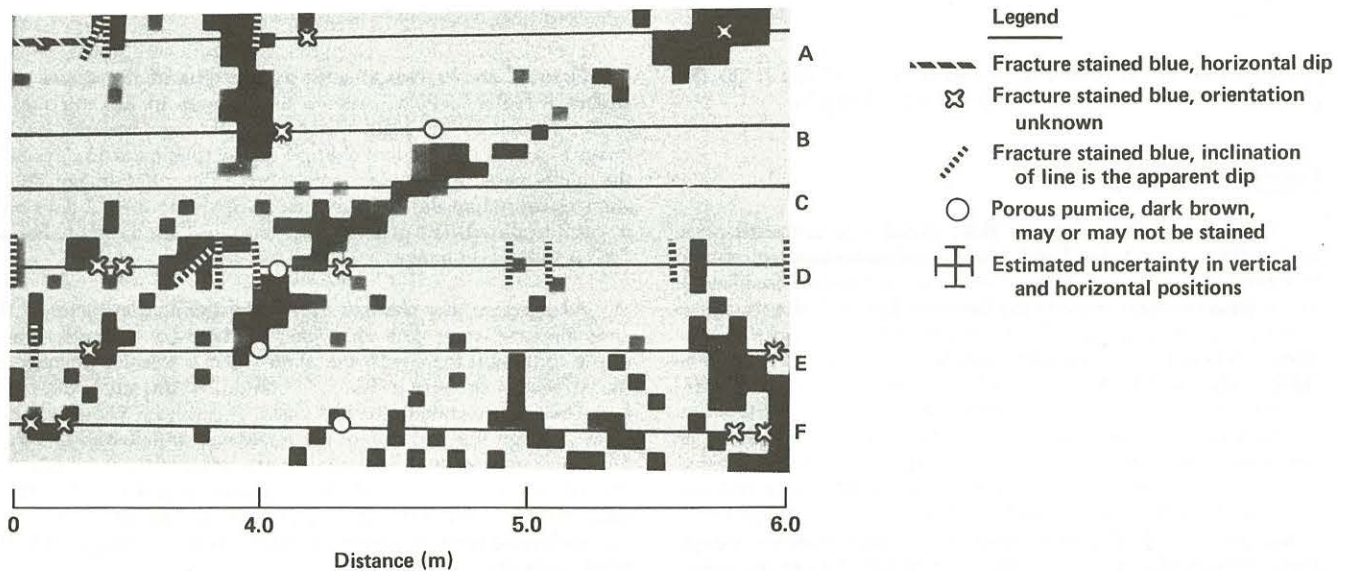 A
B
C
D
E
F
0
4.0
5.0
6.0
Distance (m)
Legend
Fracture stained blue, horizontal dip
Fracture stained blue, orientation
unknown
Fracture stained blue, inclination
of line is the apparent dip
Porous pumice, dark brown,
may or may not be stained
Estimated uncertainty in vertical
and horizontal positions